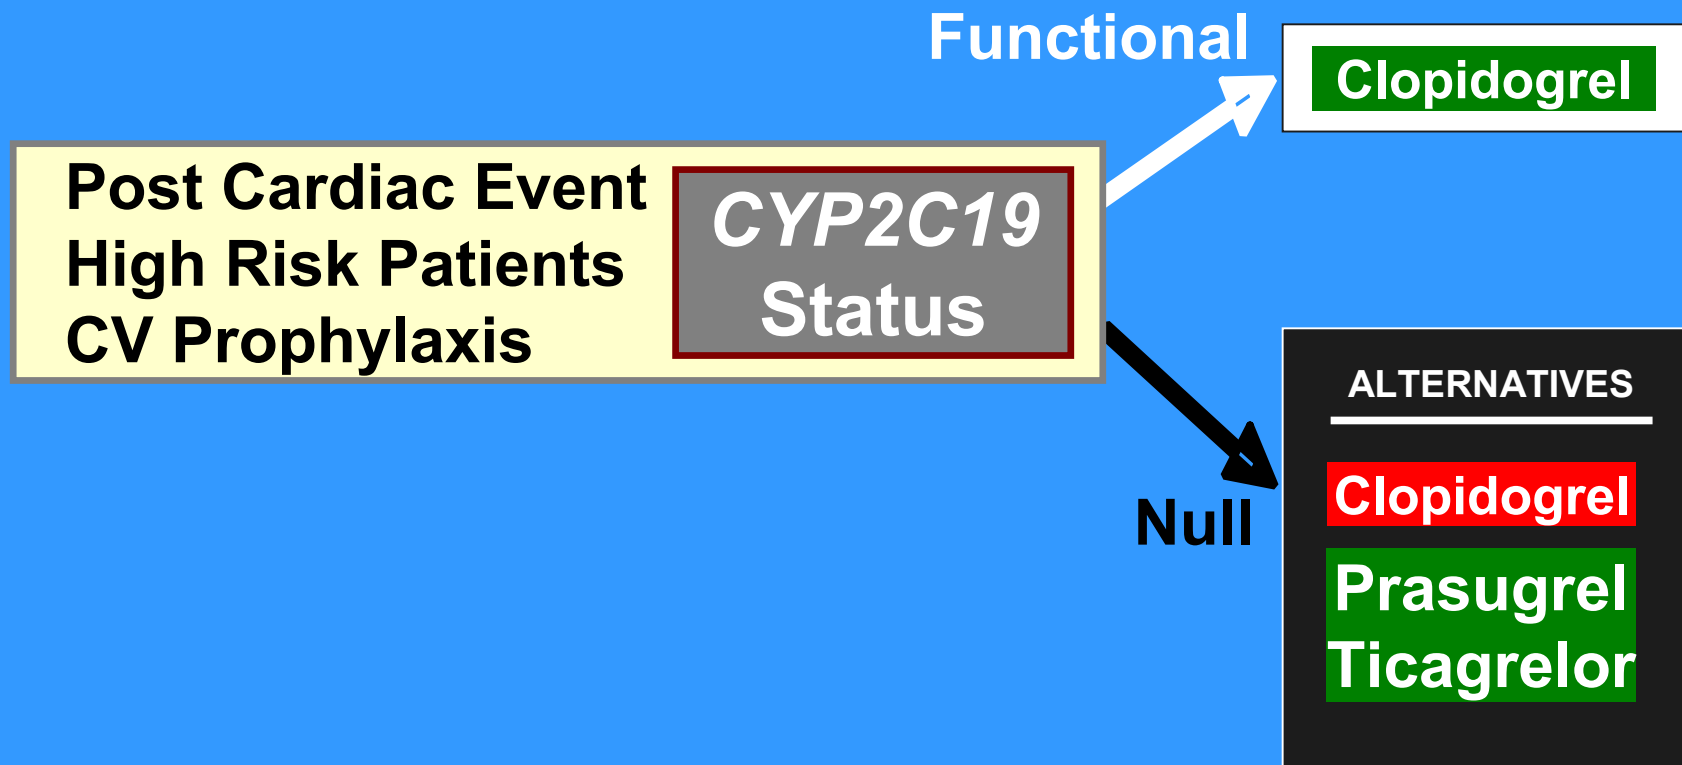 Functional
Clopidogrel
Post Cardiac Event
High Risk Patients
CV Prophylaxis
CYP2C19
Status
Null
ALTERNATIVES
Clopidogrel
Prasugrel
Ticagrelor